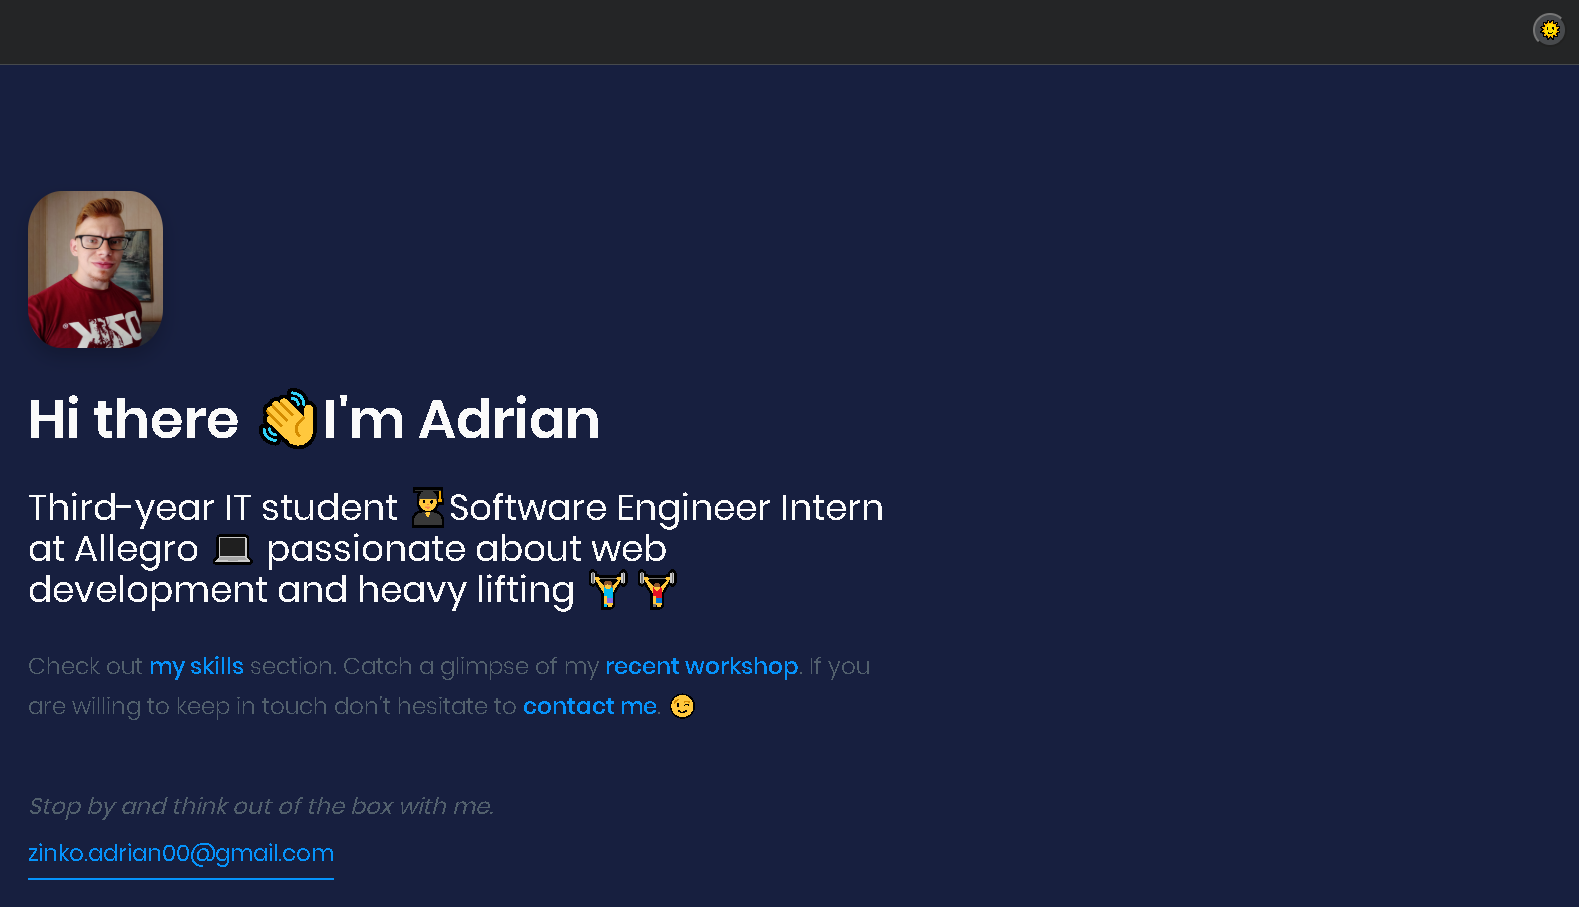 Hi there 👋I'm Adrian
Third-year IT student 👨‍🎓Software Engineer Intern
at Allegro 💻 passionate about web
development and heavy lifting 🏋️‍♂️ 🏋️‍♂️
Check out my skills section. Catch a glimpse of my recent workshop. If you
are willing to keep in touch don't hesitate to contact me. 😉
Stop by and think out of the box with me.
zinko.adrian00@gmail.com